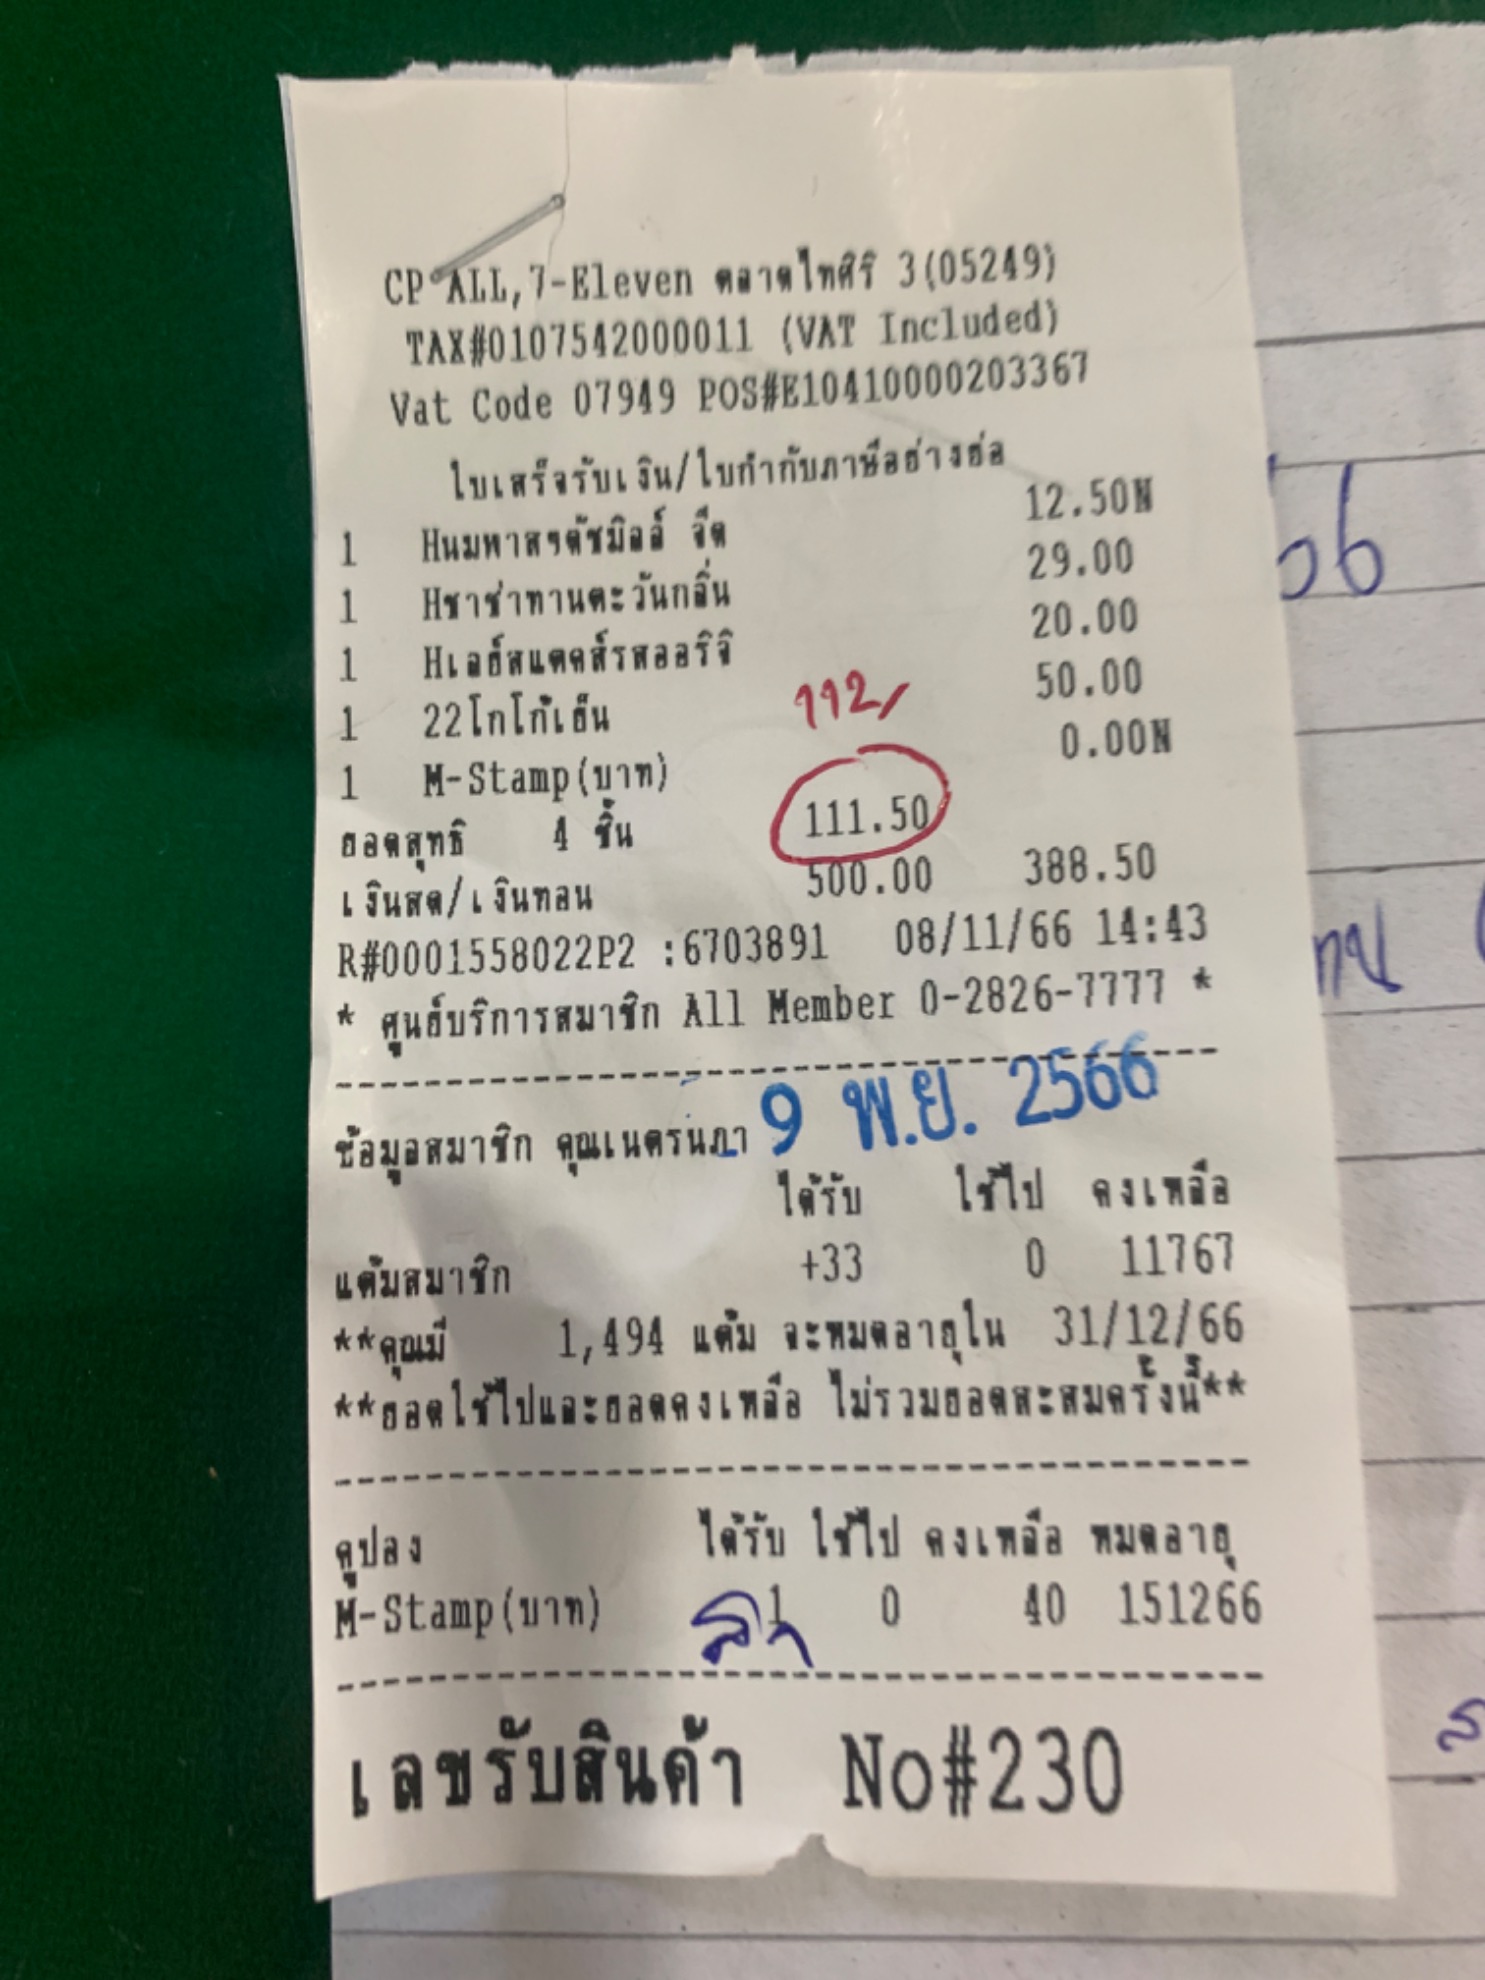 CP ALL,7-Eleven ตลาดไทศิริ 3(05249)
TAX#0107542000011 (VAT Included)
Vat Code 07949 POS#E10410000203367
ใบเสร็จรับเงิน/ใบกำกับภาษีอย่างย่อ
1 Hนมพาสฯดัชมิลล์ จืด 12.50N
1 Hซาช่าทานตะวันกลิ่น 29.00
1 Hเลย์สแตคส์รสออริจิ 20.00
1 22โกโก้เย็น 50.00
112/
1 M-Stamp(บาท) 0.00N
ยอดสุทธิ 4 ชิ้น 111.50
เงินสด/เงินทอน 500.00 388.50
R#0001558022P2 :6703891 08/11/66 14:43
* ศูนย์บริการสมาชิก All Member 0-2826-7777 *
9 พ.ย. 2566
ข้อมูลสมาชิก คุณเนตรนภา
ได้รับ ใช้ไป คงเหลือ
แต้มสมาชิก +33 0 11767
**คุณมี 1,494 แต้ม จะหมดอายุใน 31/12/66
**ยอดใช้ไปและยอดคงเหลือ ไม่รวมยอดสะสมครั้งนี้**
คูปอง ได้รับ ใช้ไป คงเหลือ หมดอายุ
M-Stamp(บาท) 1 0 40 151266
เลขรับสินค้า No#230